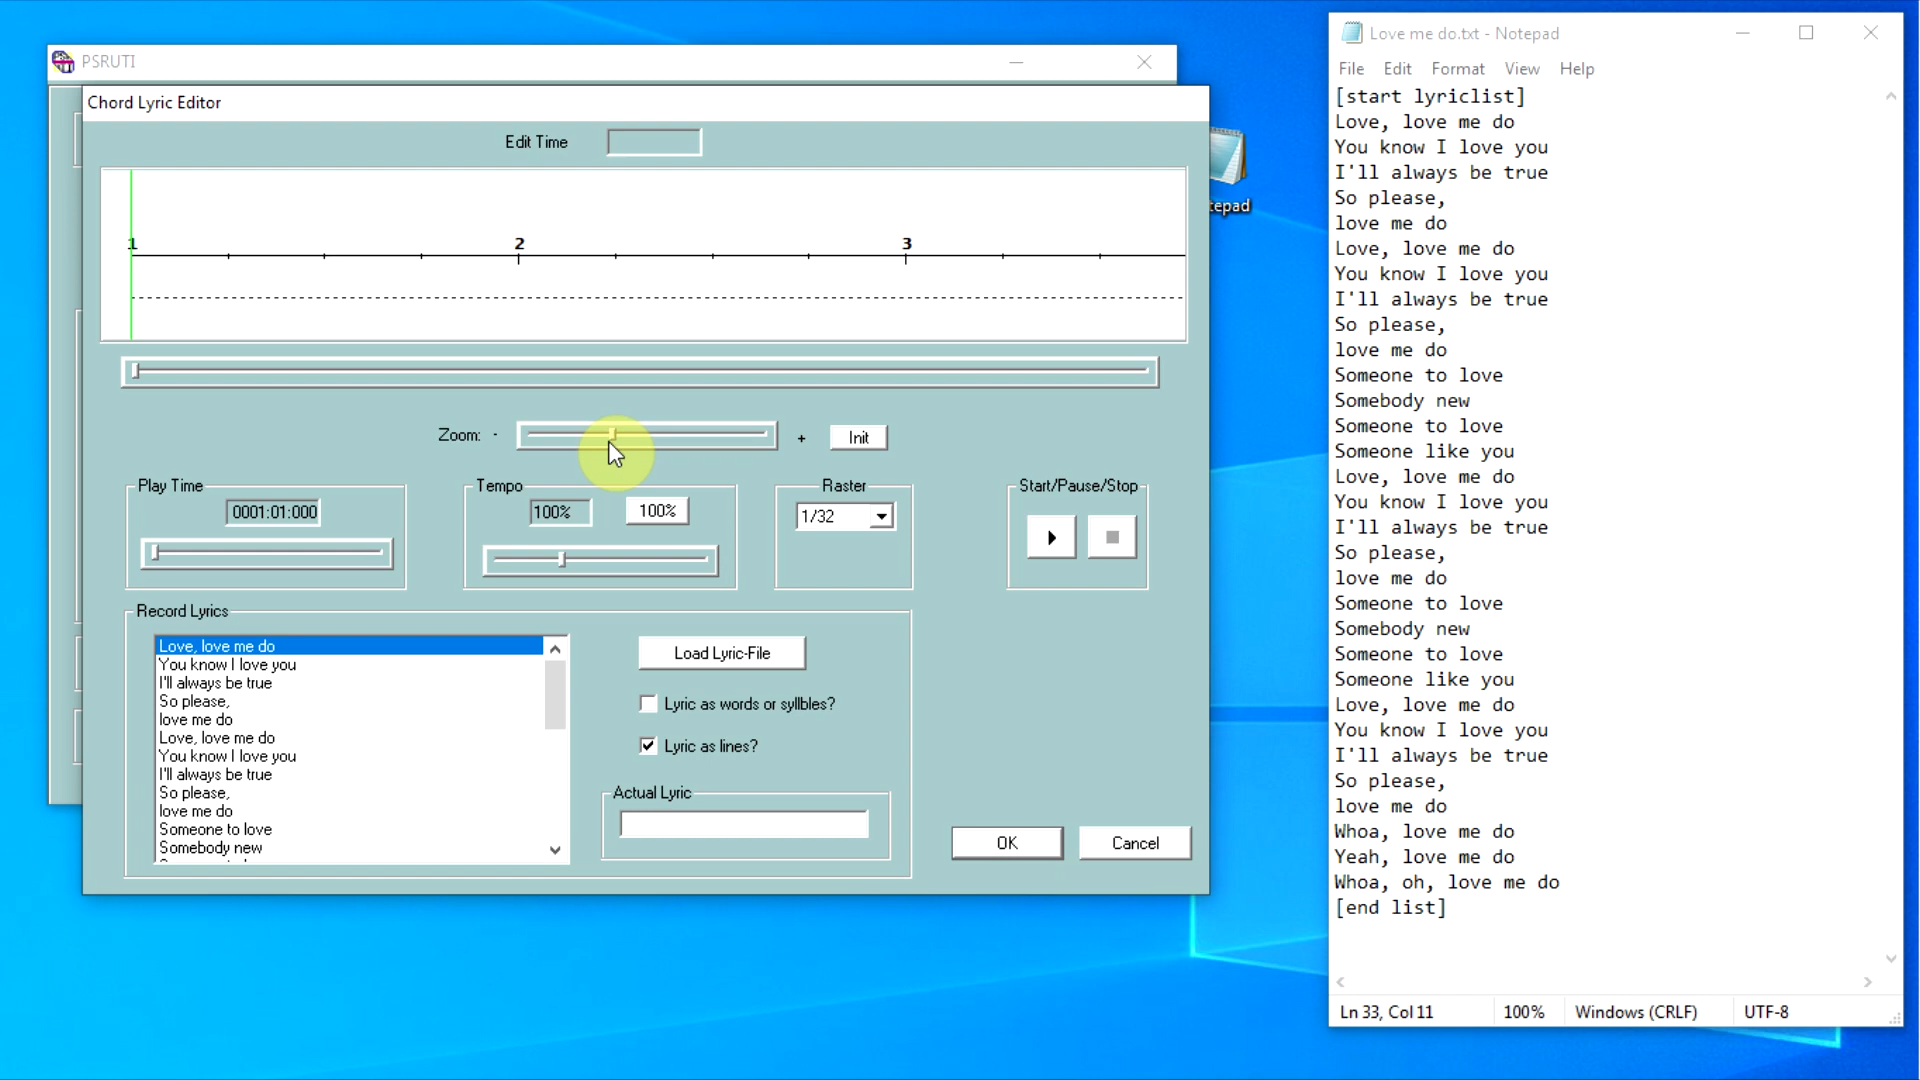 PSRUTI
Chord Lyric Editor
Edit Time
1 2 3
Zoom: - + Init
Play Time
0001:01:000
Tempo
100% 100%
Raster
1/32
Start/Pause/Stop
Record Lyrics
Love, love me do
You know I love you
I'll always be true
So please,
love me do
Love, love me do
You know I love you
I'll always be true
So please,
love me do
Someone to love
Somebody new
Load Lyric-File
Lyric as words or syllbles?
Lyric as lines?
Actual Lyric
OK
Cancel
tepad
Love me do.txt - Notepad
File Edit Format View Help
[start lyriclist]
Love, love me do
You know I love you
I'll always be true
So please,
love me do
Love, love me do
You know I love you
I'll always be true
So please,
love me do
Someone to love
Somebody new
Someone to love
Someone like you
Love, love me do
You know I love you
I'll always be true
So please,
love me do
Someone to love
Somebody new
Someone to love
Someone like you
Love, love me do
You know I love you
I'll always be true
So please,
love me do
Whoa, love me do
Yeah, love me do
Whoa, oh, love me do
[end list]
Ln 33, Col 11 100% Windows (CRLF) UTF-8